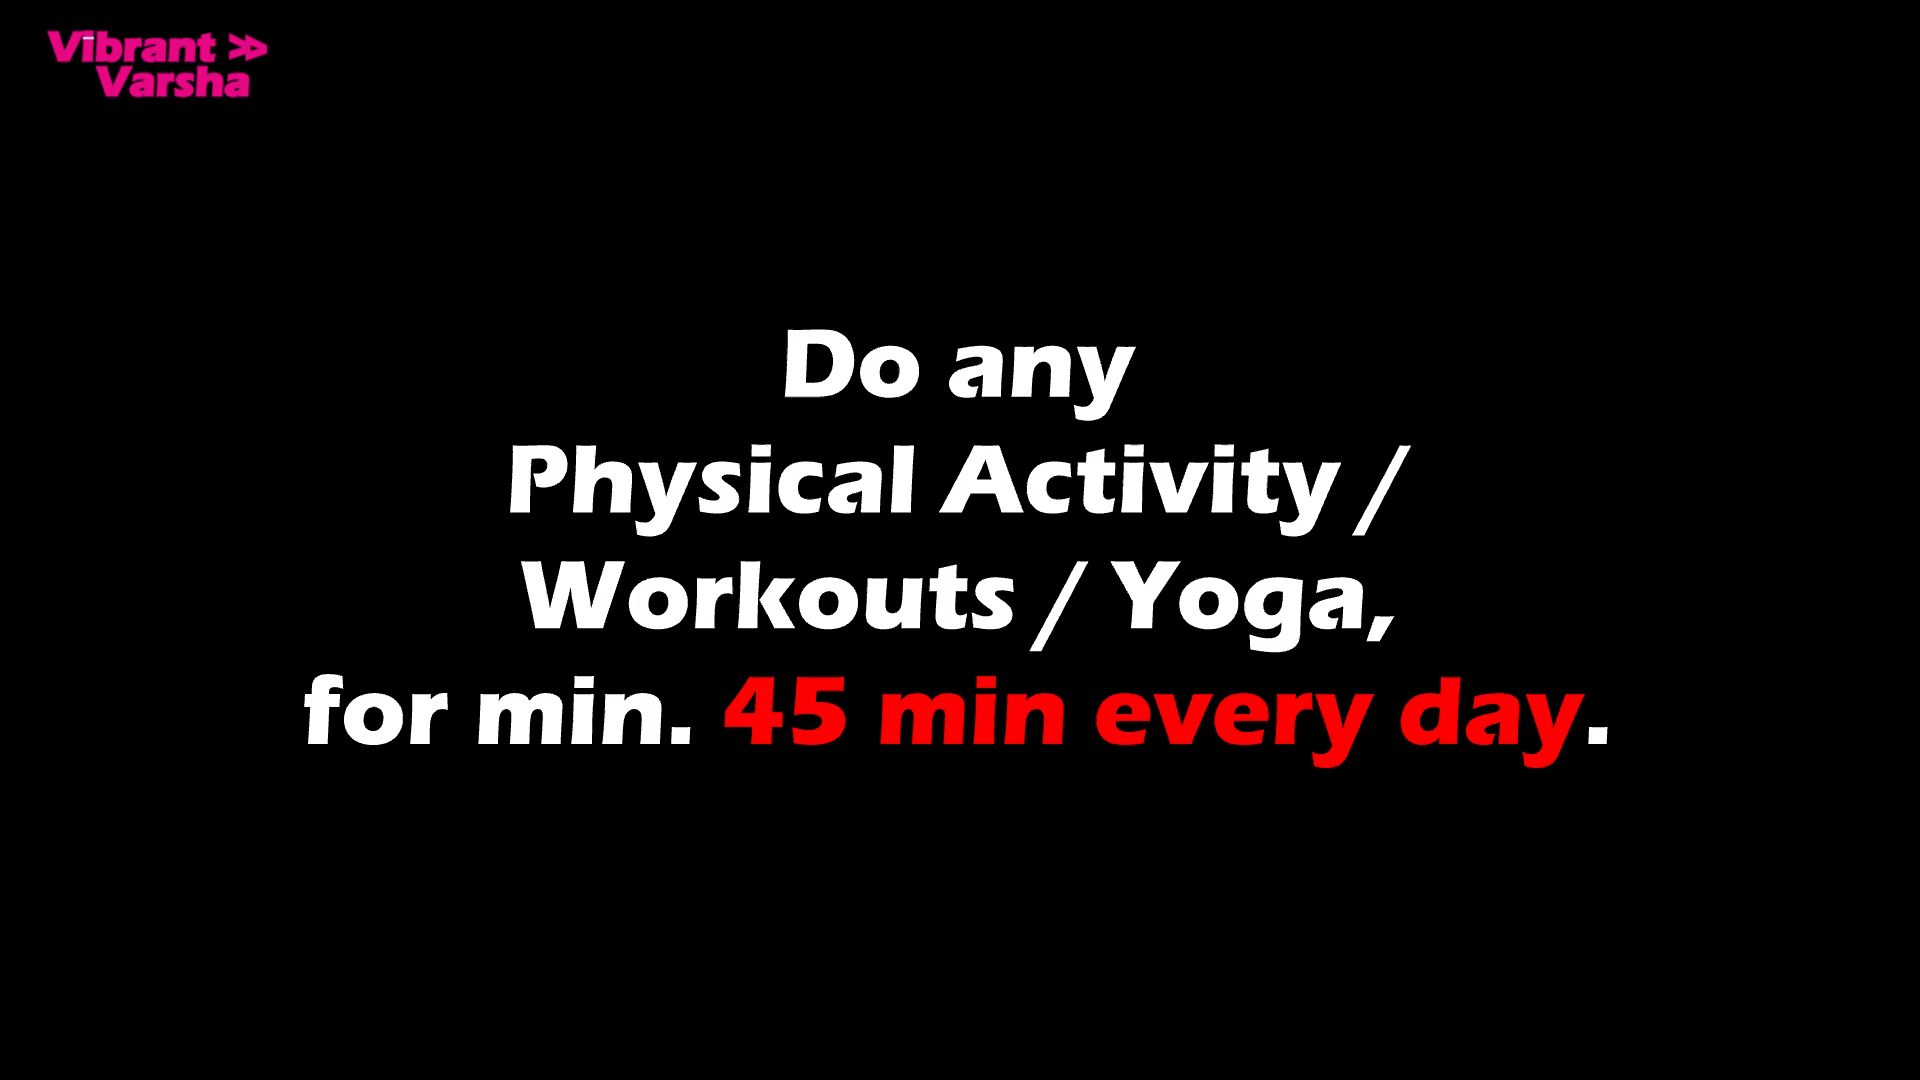 Vibrant >>
Varsha
Do any
Physical Activity /
Workouts / Yoga,
for min. 45 min every day.